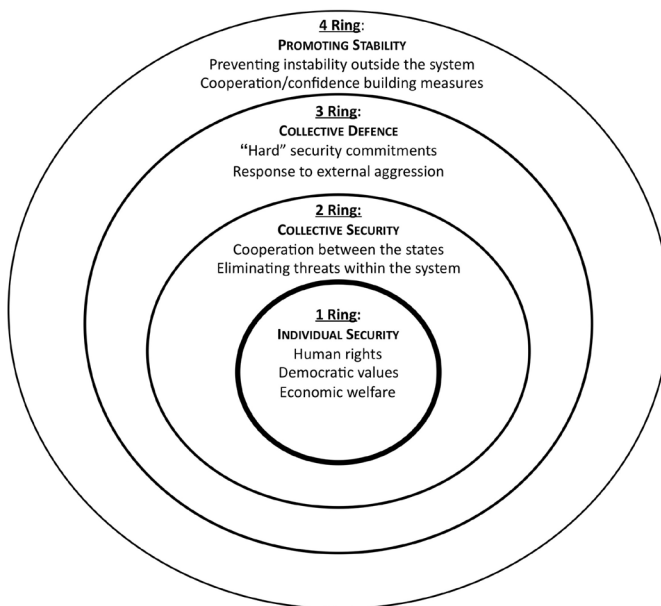 4 Ring:
PROMOTING STABILITY
Preventing instability outside the system
Cooperation/confidence building measures
3 Ring:
COLLECTIVE DEFENCE
“Hard” security commitments
Response to external aggression
2 Ring:
COLLECTIVE SECURITY
Cooperation between the states
Eliminating threats within the system
1 Ring:
INDIVIDUAL SECURITY
Human rights
Democratic values
Economic welfare